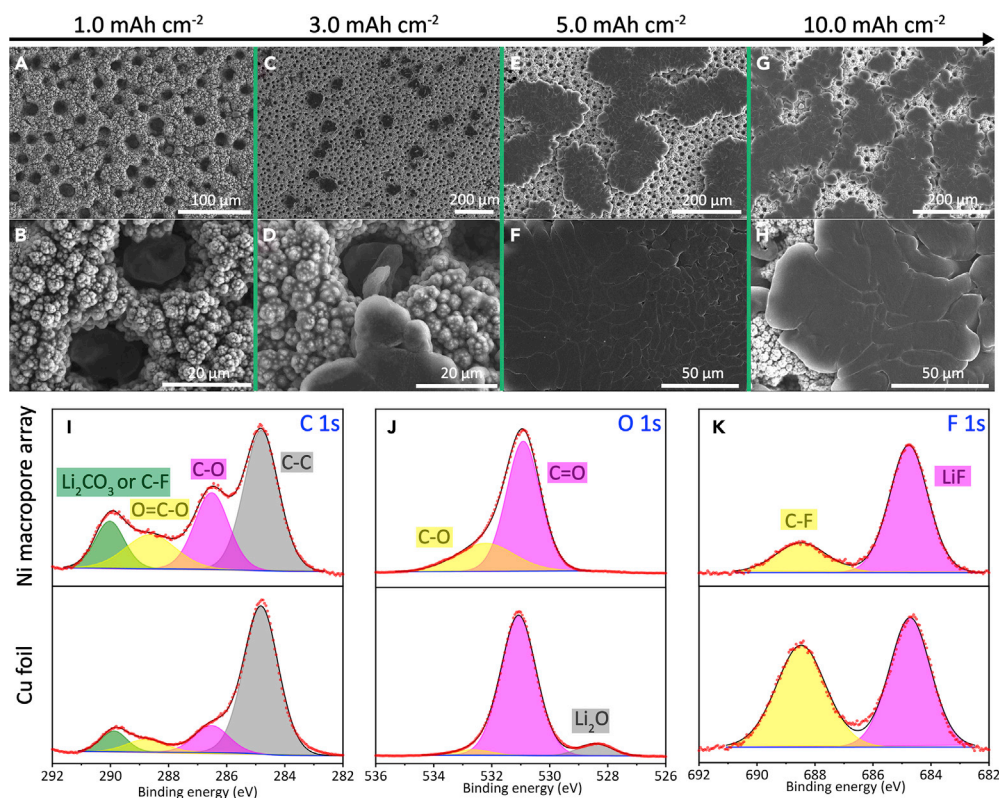 1.0 mAh cm-2 3.0 mAh cm-2 5.0 mAh cm-2 10.0 mAh cm-2
A C E G
100 µm 200 µm 200 µm 200 µm
B D F H
20 µm 20 µm 50 µm 50 µm
Ni macropore array
I C 1s
Li2CO3 or C-F
O=C-O
C-O
C-C
J O 1s
C-O
C=O
K F 1s
C-F
LiF
Cu foil
Li2O
292 290 288 286 284 282
Binding energy (eV)
536 534 532 530 528 526
Binding energy (eV)
692 690 688 686 684 682
Binding energy (eV)